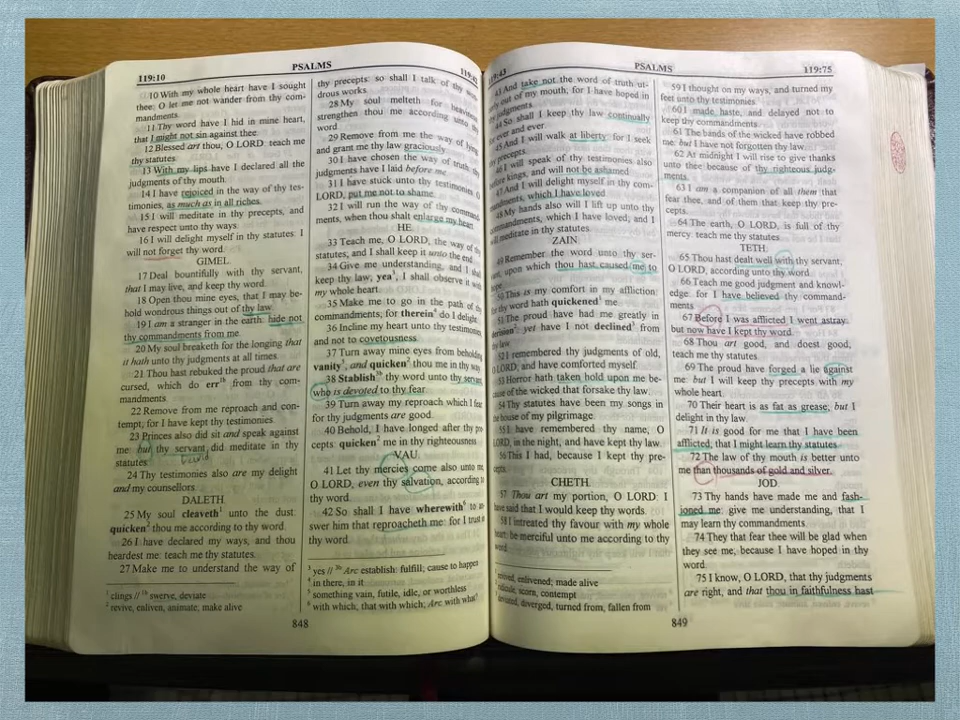 PSALMS
119:10
10 With my whole heart have I sought
thee: O let me not wander from thy com-
mandments.
11 Thy word have I hid in mine heart,
that I might not sin against thee.
12 Blessed art thou, O LORD: teach me
thy statutes.
13 With my lips have I declared all the
judgments of thy mouth.
14 I have rejoiced in the way of thy tes-
timonies, as much as in all riches.
15 I will meditate in thy precepts, and
have respect unto thy ways.
16 I will delight myself in thy statutes: I
will not forget thy word.
GIMEL.
17 Deal bountifully with thy servant,
that I may live, and keep thy word.
18 Open thou mine eyes, that I may be-
hold wondrous things out of thy law.
19 I am a stranger in the earth: hide not
thy commandments from me.
20 My soul breaketh for the longing that
it hath unto thy judgments at all times.
21 Thou hast rebuked the proud that are
cursed, which do err¹ᵇ from thy com-
mandments.
22 Remove from me reproach and con-
tempt; for I have kept thy testimonies.
23 Princes also did sit and speak against
me: but thy servant did meditate in thy
statutes.
24 Thy testimonies also are my delight
and my counsellors.
DALETH.
25 My soul cleaveth¹ unto the dust:
quicken² thou me according to thy word.
26 I have declared my ways, and thou
heardest me: teach me thy statutes.
27 Make me to understand the way of
¹ clings // ¹ᵇ swerve, deviate
² revive, enliven, animate; make alive
848
thy precepts: so shall I talk of thy
drous works.
28 My soul melteth for heaviness:
strengthen thou me according unto thy
word.
29 Remove from me the way of lying:
and grant me thy law graciously.
30 I have chosen the way of truth: thy
judgments have I laid before me.
31 I have stuck unto thy testimonies: O
LORD, put me not to shame.
32 I will run the way of thy command-
ments, when thou shalt enlarge my heart.
HE.
33 Teach me, O LORD, the way of thy
statutes; and I shall keep it unto the end.
34 Give me understanding, and I shall
keep thy law; yea³, I shall observe it with
my whole heart.
35 Make me to go in the path of thy
commandments; for therein⁴ do I delight.
36 Incline my heart unto thy testimonies,
and not to covetousness.
37 Turn away mine eyes from beholding
vanity⁵; and quicken² thou me in thy way.
38 Stablish³ᵇ thy word unto thy servant,
who is devoted to thy fear.
39 Turn away my reproach which I fear:
for thy judgments are good.
40 Behold, I have longed after thy pre-
cepts: quicken² me in thy righteousness.
VAU.
41 Let thy mercies come also unto me,
O LORD, even thy salvation, according to
thy word.
42 So shall I have wherewith⁶ to an-
swer him that reproacheth me: for I trust in
thy word.
³ yes // ³ᵇ Arc establish: fulfill; cause to happen
⁴ in there, in it
⁵ something vain, futile, idle, or worthless
⁶ with which, that with which; Arc with what?
119:43
PSALMS
119:75
43 And take not the word of truth ut-
terly out of my mouth; for I have hoped in
thy judgments.
44 So shall I keep thy law continually
for ever and ever.
45 And I will walk at liberty: for I seek
thy precepts.
46 I will speak of thy testimonies also
before kings, and will not be ashamed.
47 And I will delight myself in thy com-
mandments, which I have loved.
48 My hands also will I lift up unto thy
commandments, which I have loved; and I
will meditate in thy statutes.
ZAIN.
49 Remember the word unto thy ser-
vant, upon which thou hast caused me to
hope.
50 This is my comfort in my affliction:
for thy word hath quickened¹ me.
51 The proud have had me greatly in
derision²: yet have I not declined³ from
thy law.
52 I remembered thy judgments of old,
O LORD; and have comforted myself.
53 Horror hath taken hold upon me be-
cause of the wicked that forsake thy law.
54 Thy statutes have been my songs in
the house of my pilgrimage.
55 I have remembered thy name, O
LORD, in the night, and have kept thy law.
56 This I had, because I kept thy pre-
cepts.
CHETH.
57 Thou art my portion, O LORD: I
have said that I would keep thy words.
58 I intreated thy favour with my whole
heart: be merciful unto me according to thy
word.
¹ revived, enlivened; made alive
² ridicule, scorn, contempt
³ deviated, diverged, turned from, fallen from
59 I thought on my ways, and turned my
feet unto thy testimonies.
60 I made haste, and delayed not to
keep thy commandments.
61 The bands of the wicked have robbed
me: but I have not forgotten thy law.
62 At midnight I will rise to give thanks
unto thee because of thy righteous judg-
ments.
63 I am a companion of all them that
fear thee, and of them that keep thy pre-
cepts.
64 The earth, O LORD, is full of thy
mercy: teach me thy statutes.
TETH.
65 Thou hast dealt well with thy servant,
O LORD, according unto thy word.
66 Teach me good judgment and knowl-
edge: for I have believed thy command-
ments.
67 Before I was afflicted I went astray:
but now have I kept thy word.
68 Thou art good, and doest good;
teach me thy statutes.
69 The proud have forged a lie against
me: but I will keep thy precepts with my
whole heart.
70 Their heart is as fat as grease; but I
delight in thy law.
71 It is good for me that I have been
afflicted; that I might learn thy statutes.
72 The law of thy mouth is better unto
me than thousands of gold and silver.
JOD.
73 Thy hands have made me and fash-
ioned me: give me understanding, that I
may learn thy commandments.
74 They that fear thee will be glad when
they see me; because I have hoped in thy
word.
75 I know, O LORD, that thy judgments
are right, and that thou in faithfulness hast
849